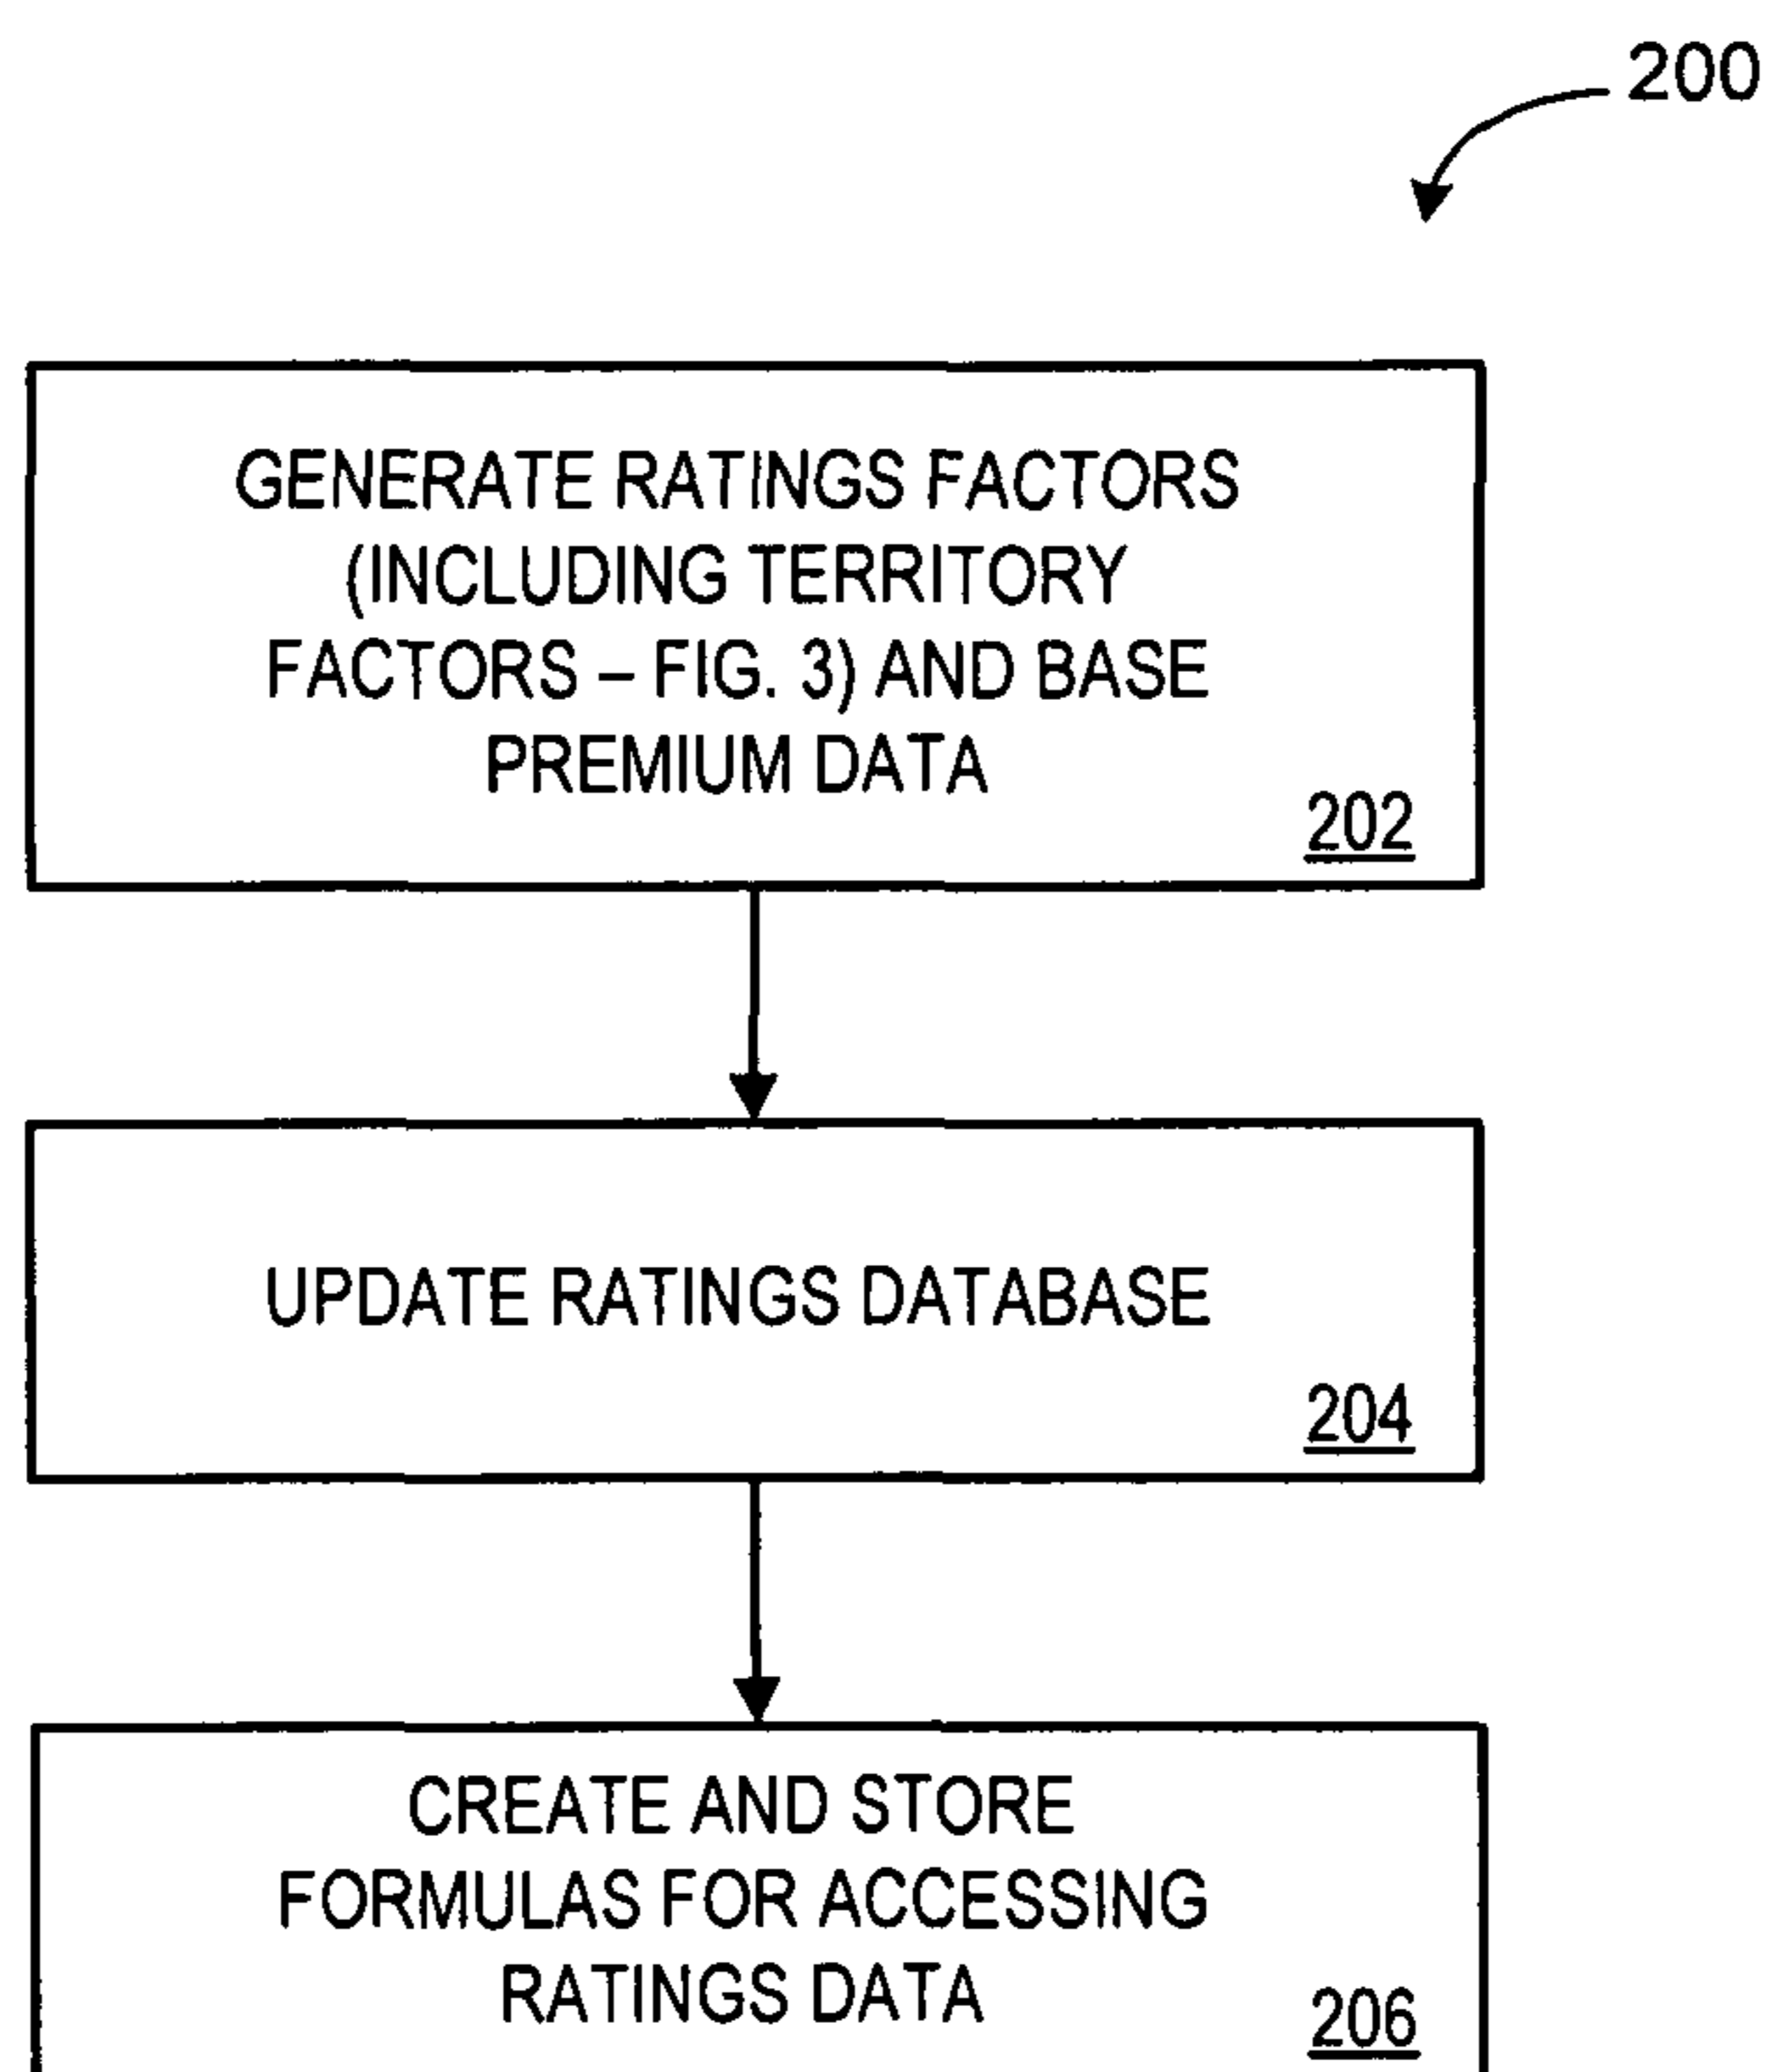 200
GENERATE RATINGS FACTORS
(INCLUDING TERRITORY
FACTORS – FIG. 3) AND BASE
PREMIUM DATA
202
UPDATE RATINGS DATABASE
204
CREATE AND STORE
FORMULAS FOR ACCESSING
RATINGS DATA
206